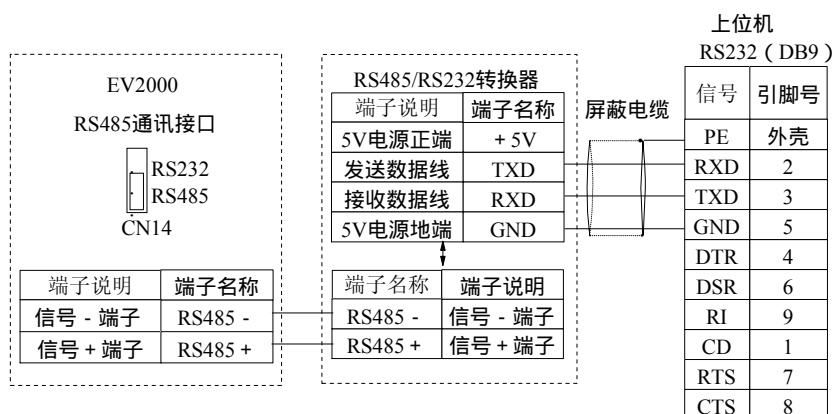 上位机
RS232（DB9）
EV2000
RS485通讯接口
RS232
RS485
CN14
端子说明 端子名称
信号 - 端子 RS485 -
信号 + 端子 RS485 +
RS485/RS232转换器
端子说明 端子名称
5V电源正端 + 5V
发送数据线 TXD
接收数据线 RXD
5V电源地端 GND
端子名称 端子说明
RS485 - 信号 - 端子
RS485 + 信号 + 端子
屏蔽电缆
信号 引脚号
PE 外壳
RXD 2
TXD 3
GND 5
DTR 4
DSR 6
RI 9
CD 1
RTS 7
CTS 8